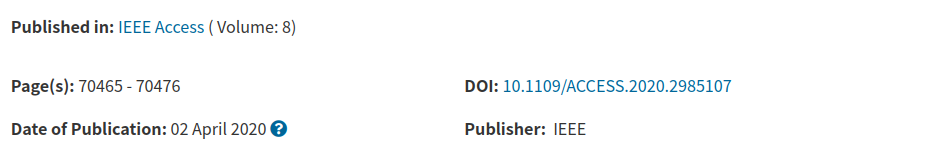 Published in: IEEE Access ( Volume: 8)
Page(s): 70465 - 70476
DOI: 10.1109/ACCESS.2020.2985107
Date of Publication: 02 April 2020 ?
Publisher: IEEE